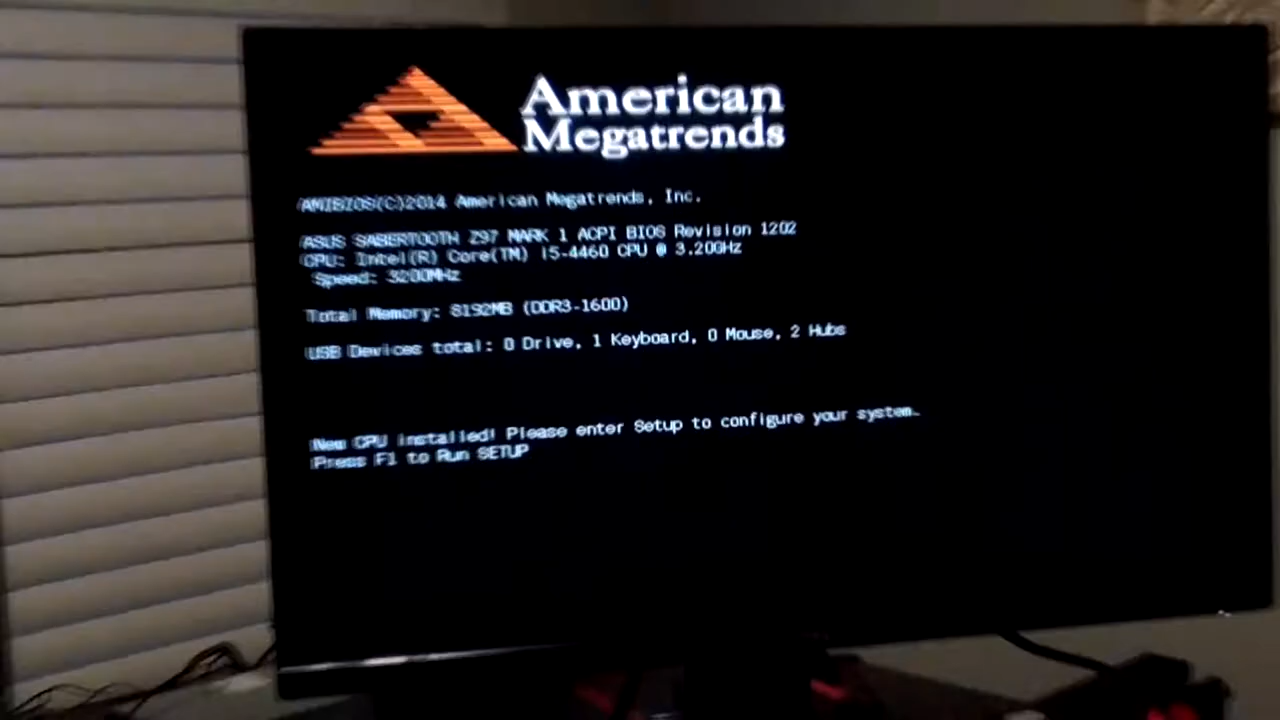 American
Megatrends
AMIBIOS(C)2014 American Megatrends, Inc.
ASUS SABERTOOTH Z97 MARK 1 ACPI BIOS Revision 1202
CPU: Intel(R) Core(TM) i5-4460 CPU @ 3.20GHz
Speed: 3200MHz
Total Memory: 8192MB (DDR3-1600)
USB Devices total: 0 Drive, 1 Keyboard, 0 Mouse, 2 Hubs
New CPU installed! Please enter Setup to configure your system.
Press F1 to Run SETUP